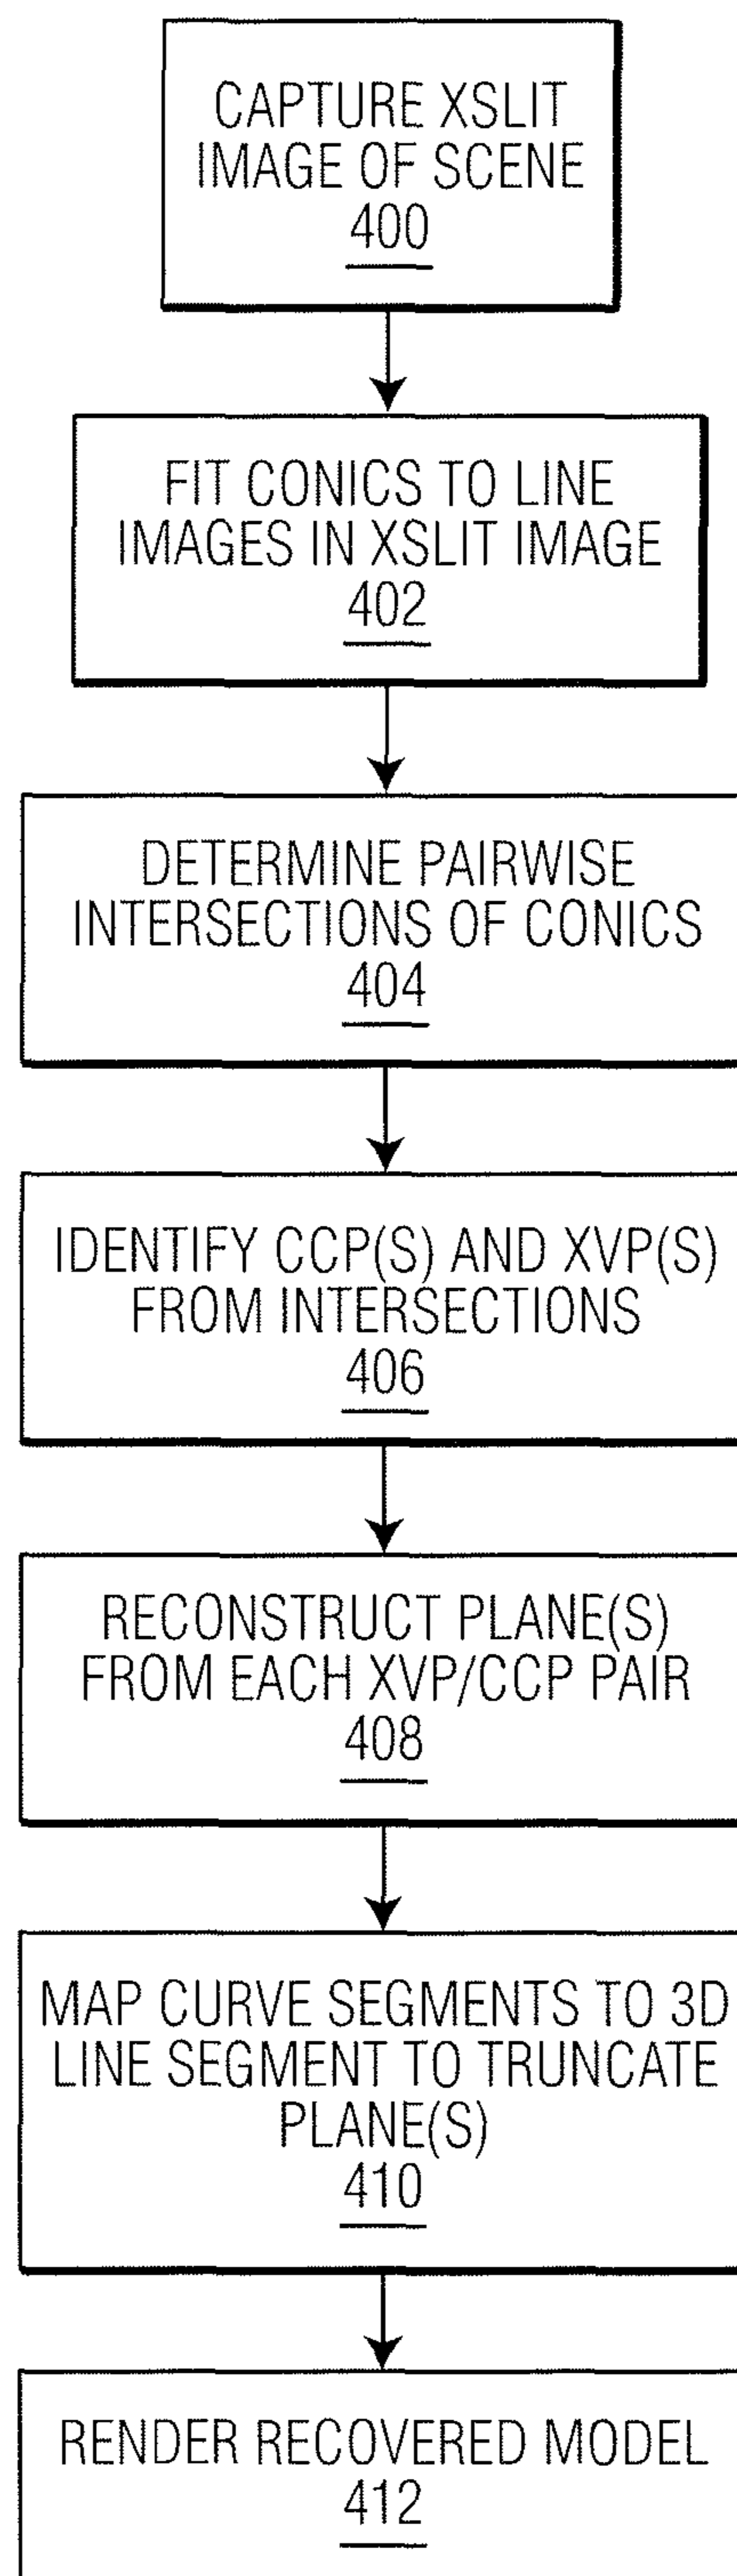 CAPTURE XSLIT
IMAGE OF SCENE
400
FIT CONICS TO LINE
IMAGES IN XSLIT IMAGE
402
DETERMINE PAIRWISE
INTERSECTIONS OF CONICS
404
IDENTIFY CCP(S) AND XVP(S)
FROM INTERSECTIONS
406
RECONSTRUCT PLANE(S)
FROM EACH XVP/CCP PAIR
408
MAP CURVE SEGMENTS TO 3D
LINE SEGMENT TO TRUNCATE
PLANE(S)
410
RENDER RECOVERED MODEL
412